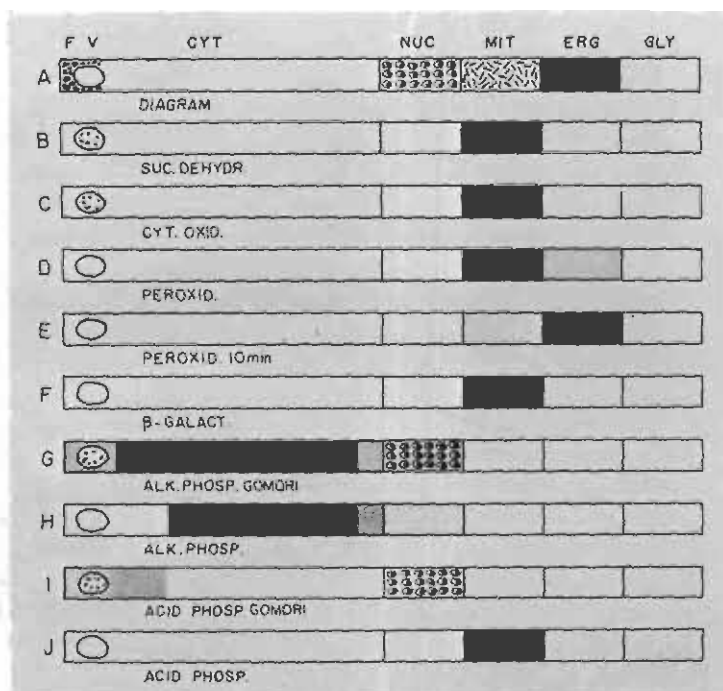 F V CYT NUC MIT ERG GLY
A
DIAGRAM
B
SUC. DEHYDR
C
CYT. OXID.
D
PEROXID.
E
PEROXID. 10min
F
B-GALACT.
G
ALK. PHOSP. GOMORI
H
ALK. PHOSP.
I
ACID PHOSP GOMORI
J
ACID PHOSP.